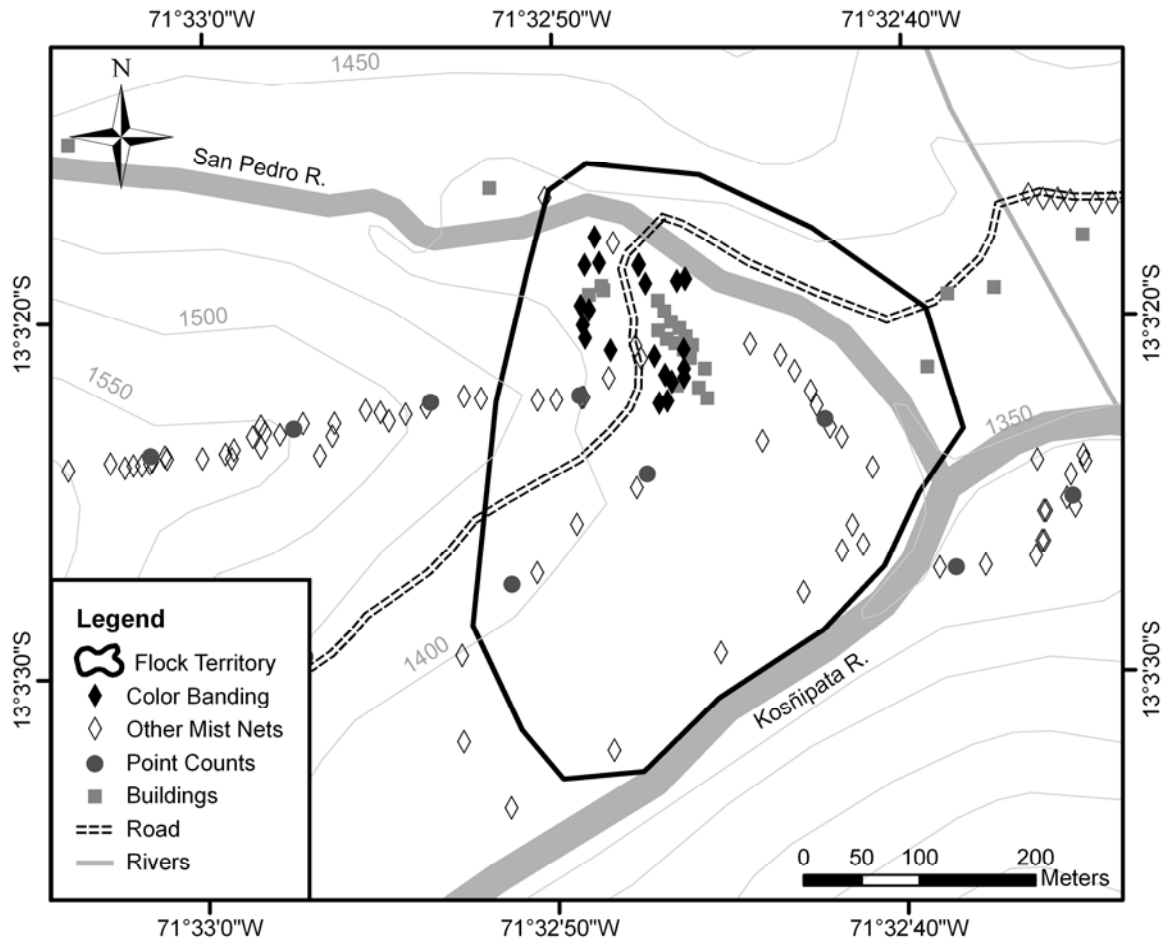 71°33'0"W 71°32'50"W 71°32'40"W
1450
N
San Pedro R.
13°3'20"S 13°3'20"S
1500
1550
1350
1400
13°3'30"S 13°3'30"S
Kosñipata R.
Legend
Flock Territory
Color Banding
Other Mist Nets
Point Counts
Buildings
Road
Rivers
0 50 100 200
Meters
71°33'0"W 71°32'50"W 71°32'40"W